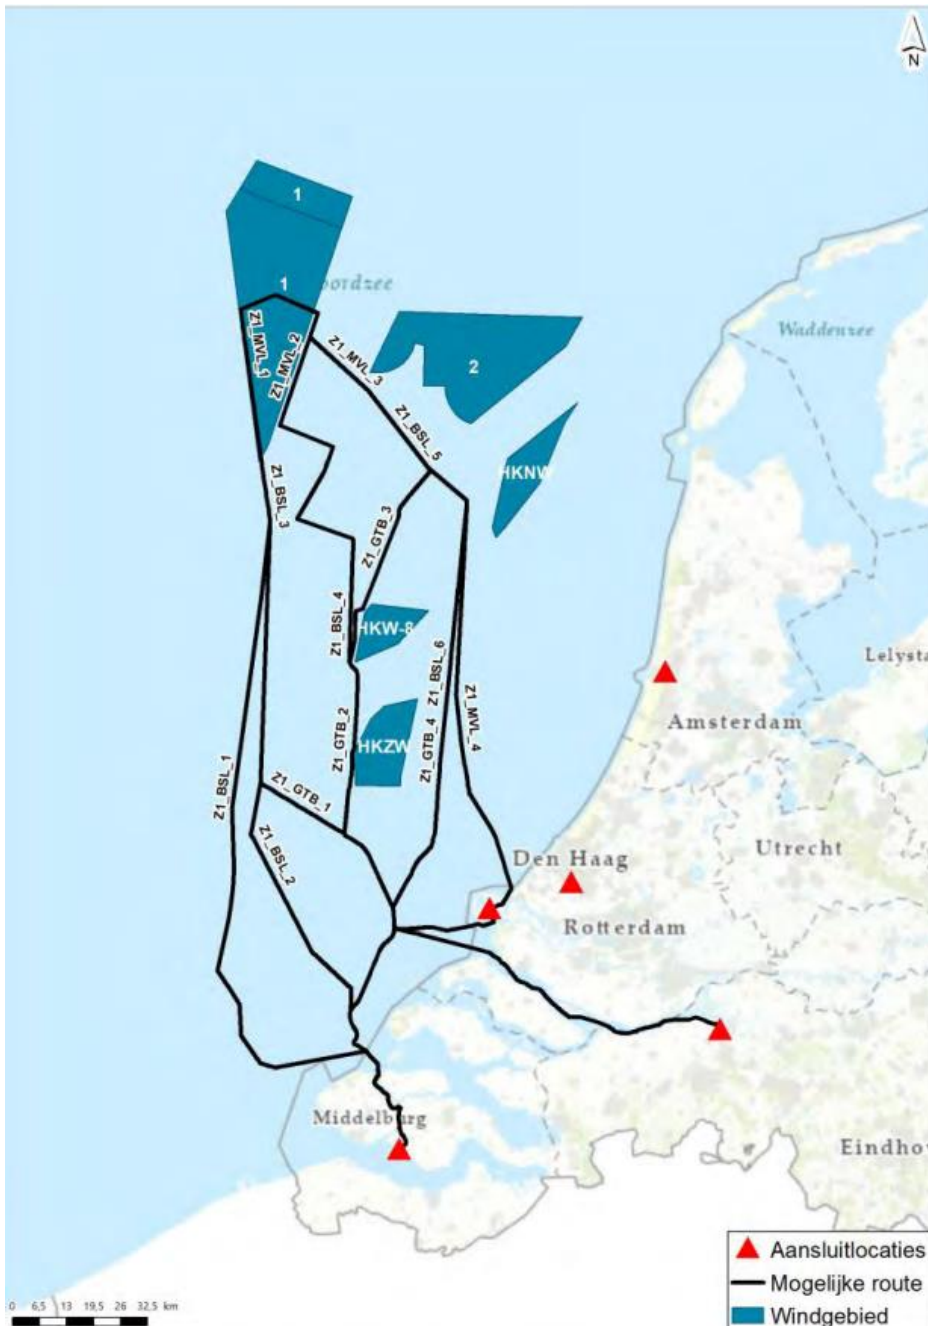 N
1
1
oordzee
Z1_MVL_1
Z1_MVL_2
Z1_MVL_3
2
Waddenzee
Z1_BSL_5
HKNW
Z1_BSL_3
Z1_GTB_3
Z1_BSL_4
HKW-8
Z1_BSL_6
Lelysta
Z1_MVL_4
Amsterdam
Z1_GTB_2
HKZW
Z1_GTB_4
Z1_BSL_1
Z1_GTB_1
Z1_BSL_2
Den Haag
Utrecht
Rotterdam
Middelburg
Eindho
Aansluitlocaties
Mogelijke route
Windgebied
0 6,5 13 19,5 26 32,5 km